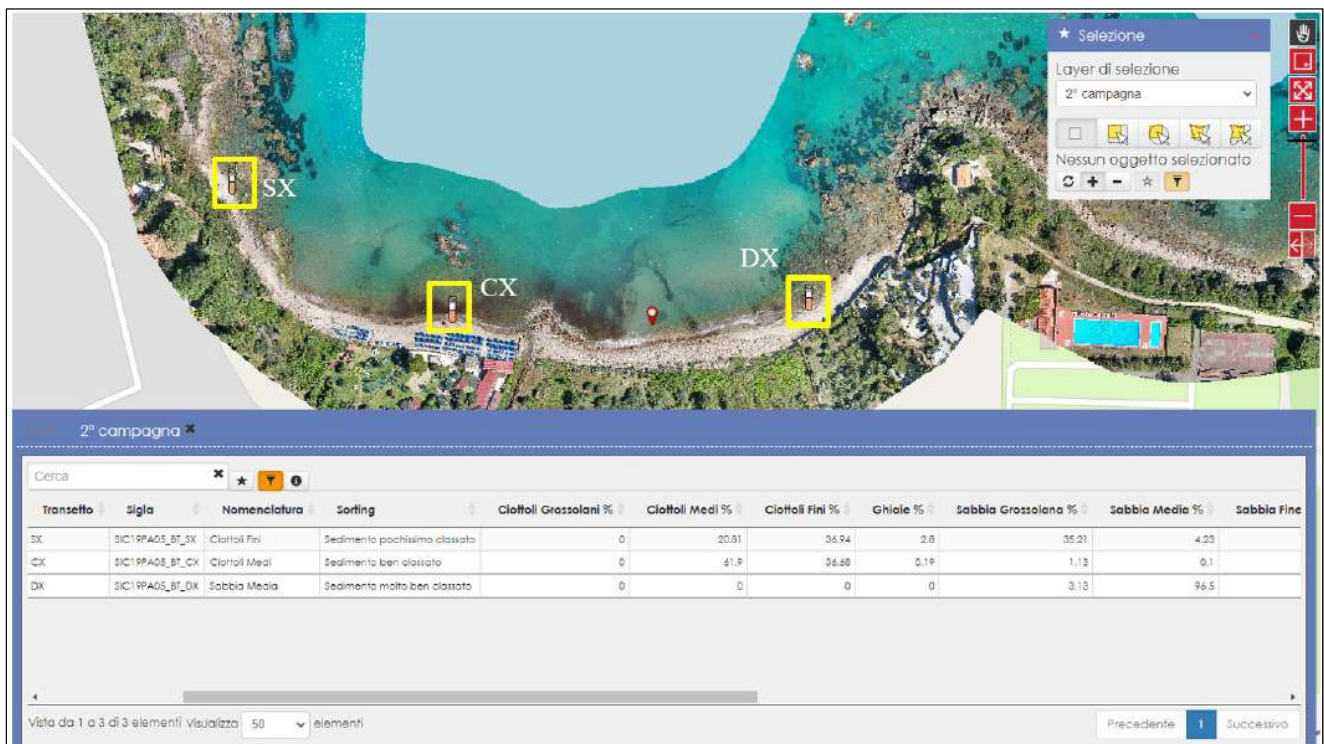 ★ Selezione
Layer di selezione
2° campagna
Nessun oggetto selezionato
SX
CX
DX
2° campagna ✖
Cerca
Transetto Sigla Nomenclatura Sorting Ciottoli Grossolani % Ciottoli Medi % Ciottoli Fini % Ghiaie % Sabbia Grossolana % Sabbia Media % Sabbia Fine
SX SIC19PA05_BT_SX Ciottoli Fini Sedimento pochissimo classato 0 20.81 36.94 2.8 35.21 4.23
CX SIC19PA05_BT_CX Ciottoli Medi Sedimento ben classato 0 61.9 36.68 0.19 1.13 0.1
DX SIC19PA05_BT_DX Sabbia Media Sedimento molto ben classato 0 0 0 0 3.13 96.5
Vista da 1 a 3 di 3 elementi Visualizza 50 elementi
Precedente 1 Successivo